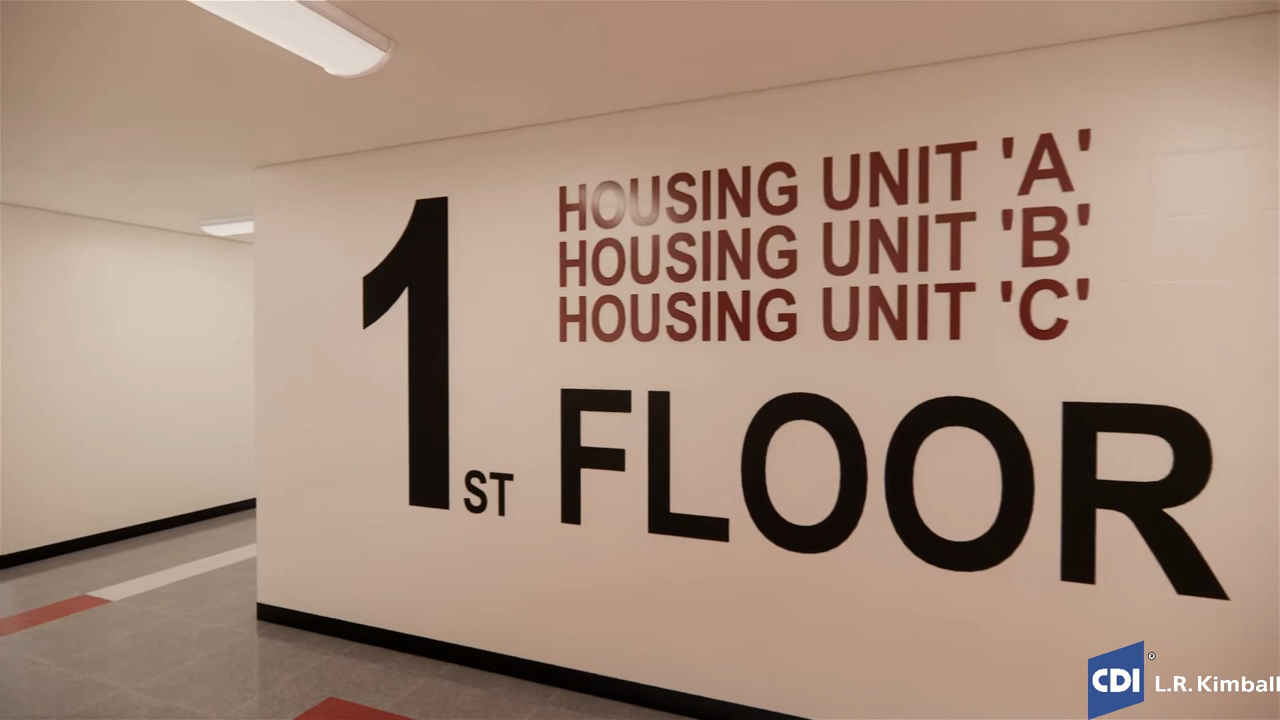 HOUSING UNIT 'A'
HOUSING UNIT 'B'
HOUSING UNIT 'C'
1ST FLOOR
CDI® L.R. Kimball